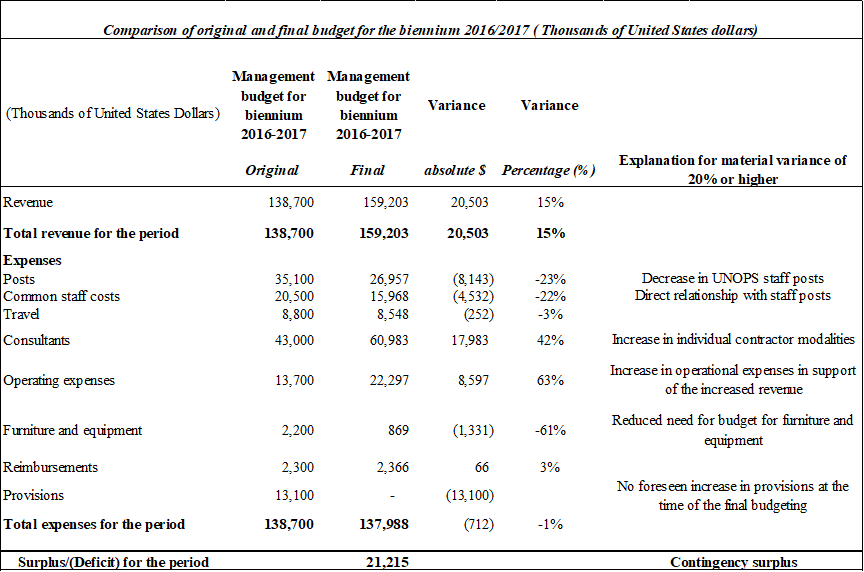 Comparison of original and final budget for the biennium 2016/2017 ( Thousands of United States dollars)
(Thousands of United States Dollars) Management budget for biennium 2016-2017 Management budget for biennium 2016-2017 Variance Variance
Original Final absolute $ Percentage (%) Explanation for material variance of 20% or higher
Revenue 138,700 159,203 20,503 15%
Total revenue for the period 138,700 159,203 20,503 15%
Expenses
Posts 35,100 26,957 (8,143) -23% Decrease in UNOPS staff posts
Common staff costs 20,500 15,968 (4,532) -22% Direct relationship with staff posts
Travel 8,800 8,548 (252) -3%
Consultants 43,000 60,983 17,983 42% Increase in individual contractor modalities
Operating expenses 13,700 22,297 8,597 63% Increase in operational expenses in support of the increased revenue
Furniture and equipment 2,200 869 (1,331) -61% Reduced need for budget for furniture and equipment
Reimbursements 2,300 2,366 66 3%
Provisions 13,100 - (13,100) No foreseen increase in provisions at the time of the final budgeting
Total expenses for the period 138,700 137,988 (712) -1%
Surplus/(Deficit) for the period 21,215 Contingency surplus